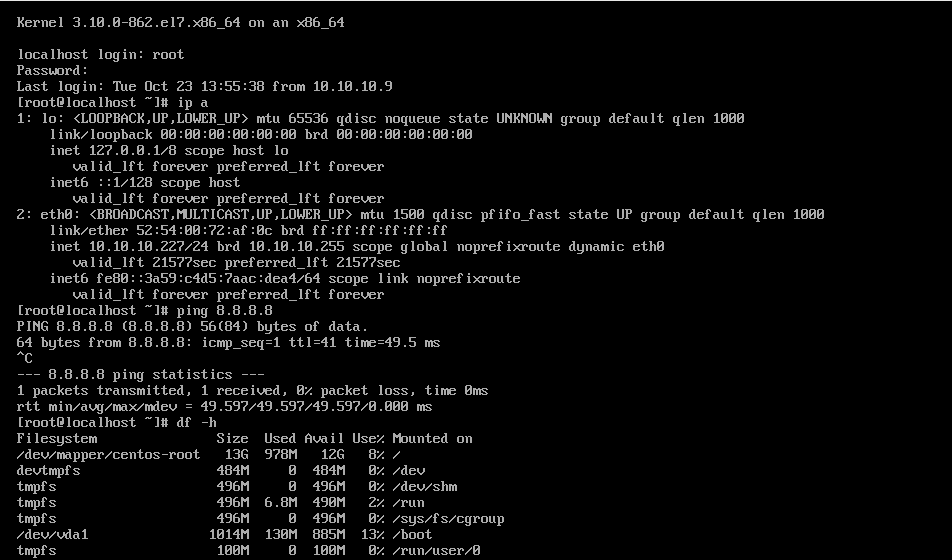 Kernel 3.10.0-862.el7.x86_64 on an x86_64
localhost login: root
Password:
Last login: Tue Oct 23 13:55:38 from 10.10.10.9
[root@localhost ~]# ip a
1: lo: <LOOPBACK,UP,LOWER_UP> mtu 65536 qdisc noqueue state UNKNOWN group default qlen 1000
    link/loopback 00:00:00:00:00:00 brd 00:00:00:00:00:00
    inet 127.0.0.1/8 scope host lo
       valid_lft forever preferred_lft forever
    inet6 ::1/128 scope host
       valid_lft forever preferred_lft forever
2: eth0: <BROADCAST,MULTICAST,UP,LOWER_UP> mtu 1500 qdisc pfifo_fast state UP group default qlen 1000
    link/ether 52:54:00:72:af:0c brd ff:ff:ff:ff:ff:ff
    inet 10.10.10.227/24 brd 10.10.10.255 scope global noprefixroute dynamic eth0
       valid_lft 21577sec preferred_lft 21577sec
    inet6 fe80::3a59:c4d5:7aac:dea4/64 scope link noprefixroute
       valid_lft forever preferred_lft forever
[root@localhost ~]# ping 8.8.8.8
PING 8.8.8.8 (8.8.8.8) 56(84) bytes of data.
64 bytes from 8.8.8.8: icmp_seq=1 ttl=41 time=49.5 ms
^C
--- 8.8.8.8 ping statistics ---
1 packets transmitted, 1 received, 0% packet loss, time 0ms
rtt min/avg/max/mdev = 49.597/49.597/49.597/0.000 ms
[root@localhost ~]# df -h
Filesystem               Size  Used Avail Use% Mounted on
/dev/mapper/centos-root   13G  978M   12G   8% /
devtmpfs                 484M     0  484M   0% /dev
tmpfs                    496M     0  496M   0% /dev/shm
tmpfs                    496M  6.8M  490M   2% /run
tmpfs                    496M     0  496M   0% /sys/fs/cgroup
/dev/vda1               1014M  130M  885M  13% /boot
tmpfs                    100M     0  100M   0% /run/user/0